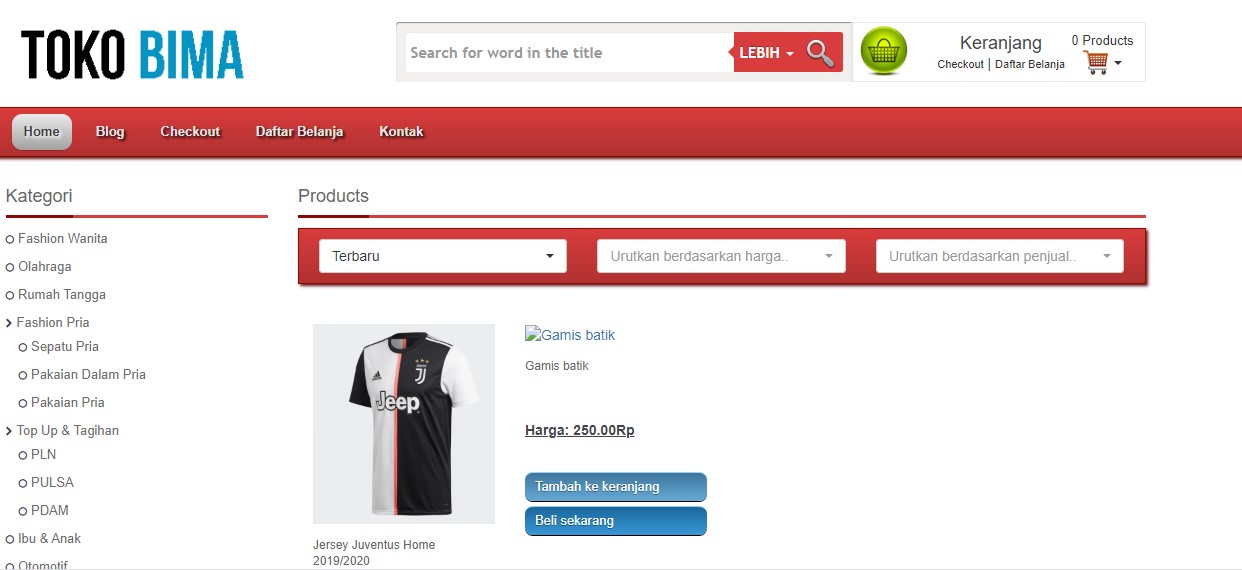 TOKO BIMA
Search for word in the title
LEBIH
Keranjang
0 Products
Checkout | Daftar Belanja
Home
Blog
Checkout
Daftar Belanja
Kontak
Kategori
Fashion Wanita
Olahraga
Rumah Tangga
Fashion Pria
Sepatu Pria
Pakaian Dalam Pria
Pakaian Pria
Top Up & Tagihan
PLN
PULSA
PDAM
Ibu & Anak
Otomotif
Products
Terbaru
Urutkan berdasarkan harga..
Urutkan berdasarkan penjual..
Jeep
Jersey Juventus Home
2019/2020
Gamis batik
Gamis batik
Harga: 250.00Rp
Tambah ke keranjang
Beli sekarang